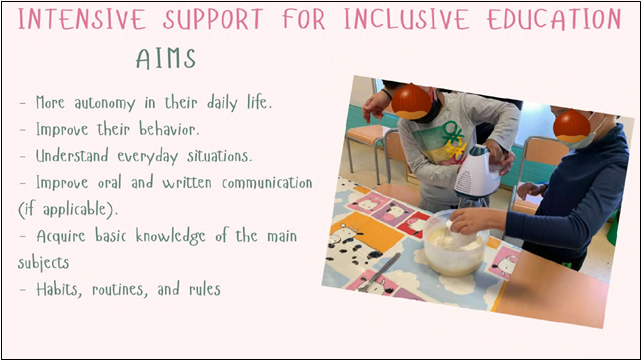 INTENSIVE SUPPORT FOR INCLUSIVE EDUCATION
AIMS
- More autonomy in their daily life.
- Improve their behavior.
- Understand everyday situations.
- Improve oral and written communication
(if applicable).
- Acquire basic knowledge of the main
subjects
- Habits, routines, and rules